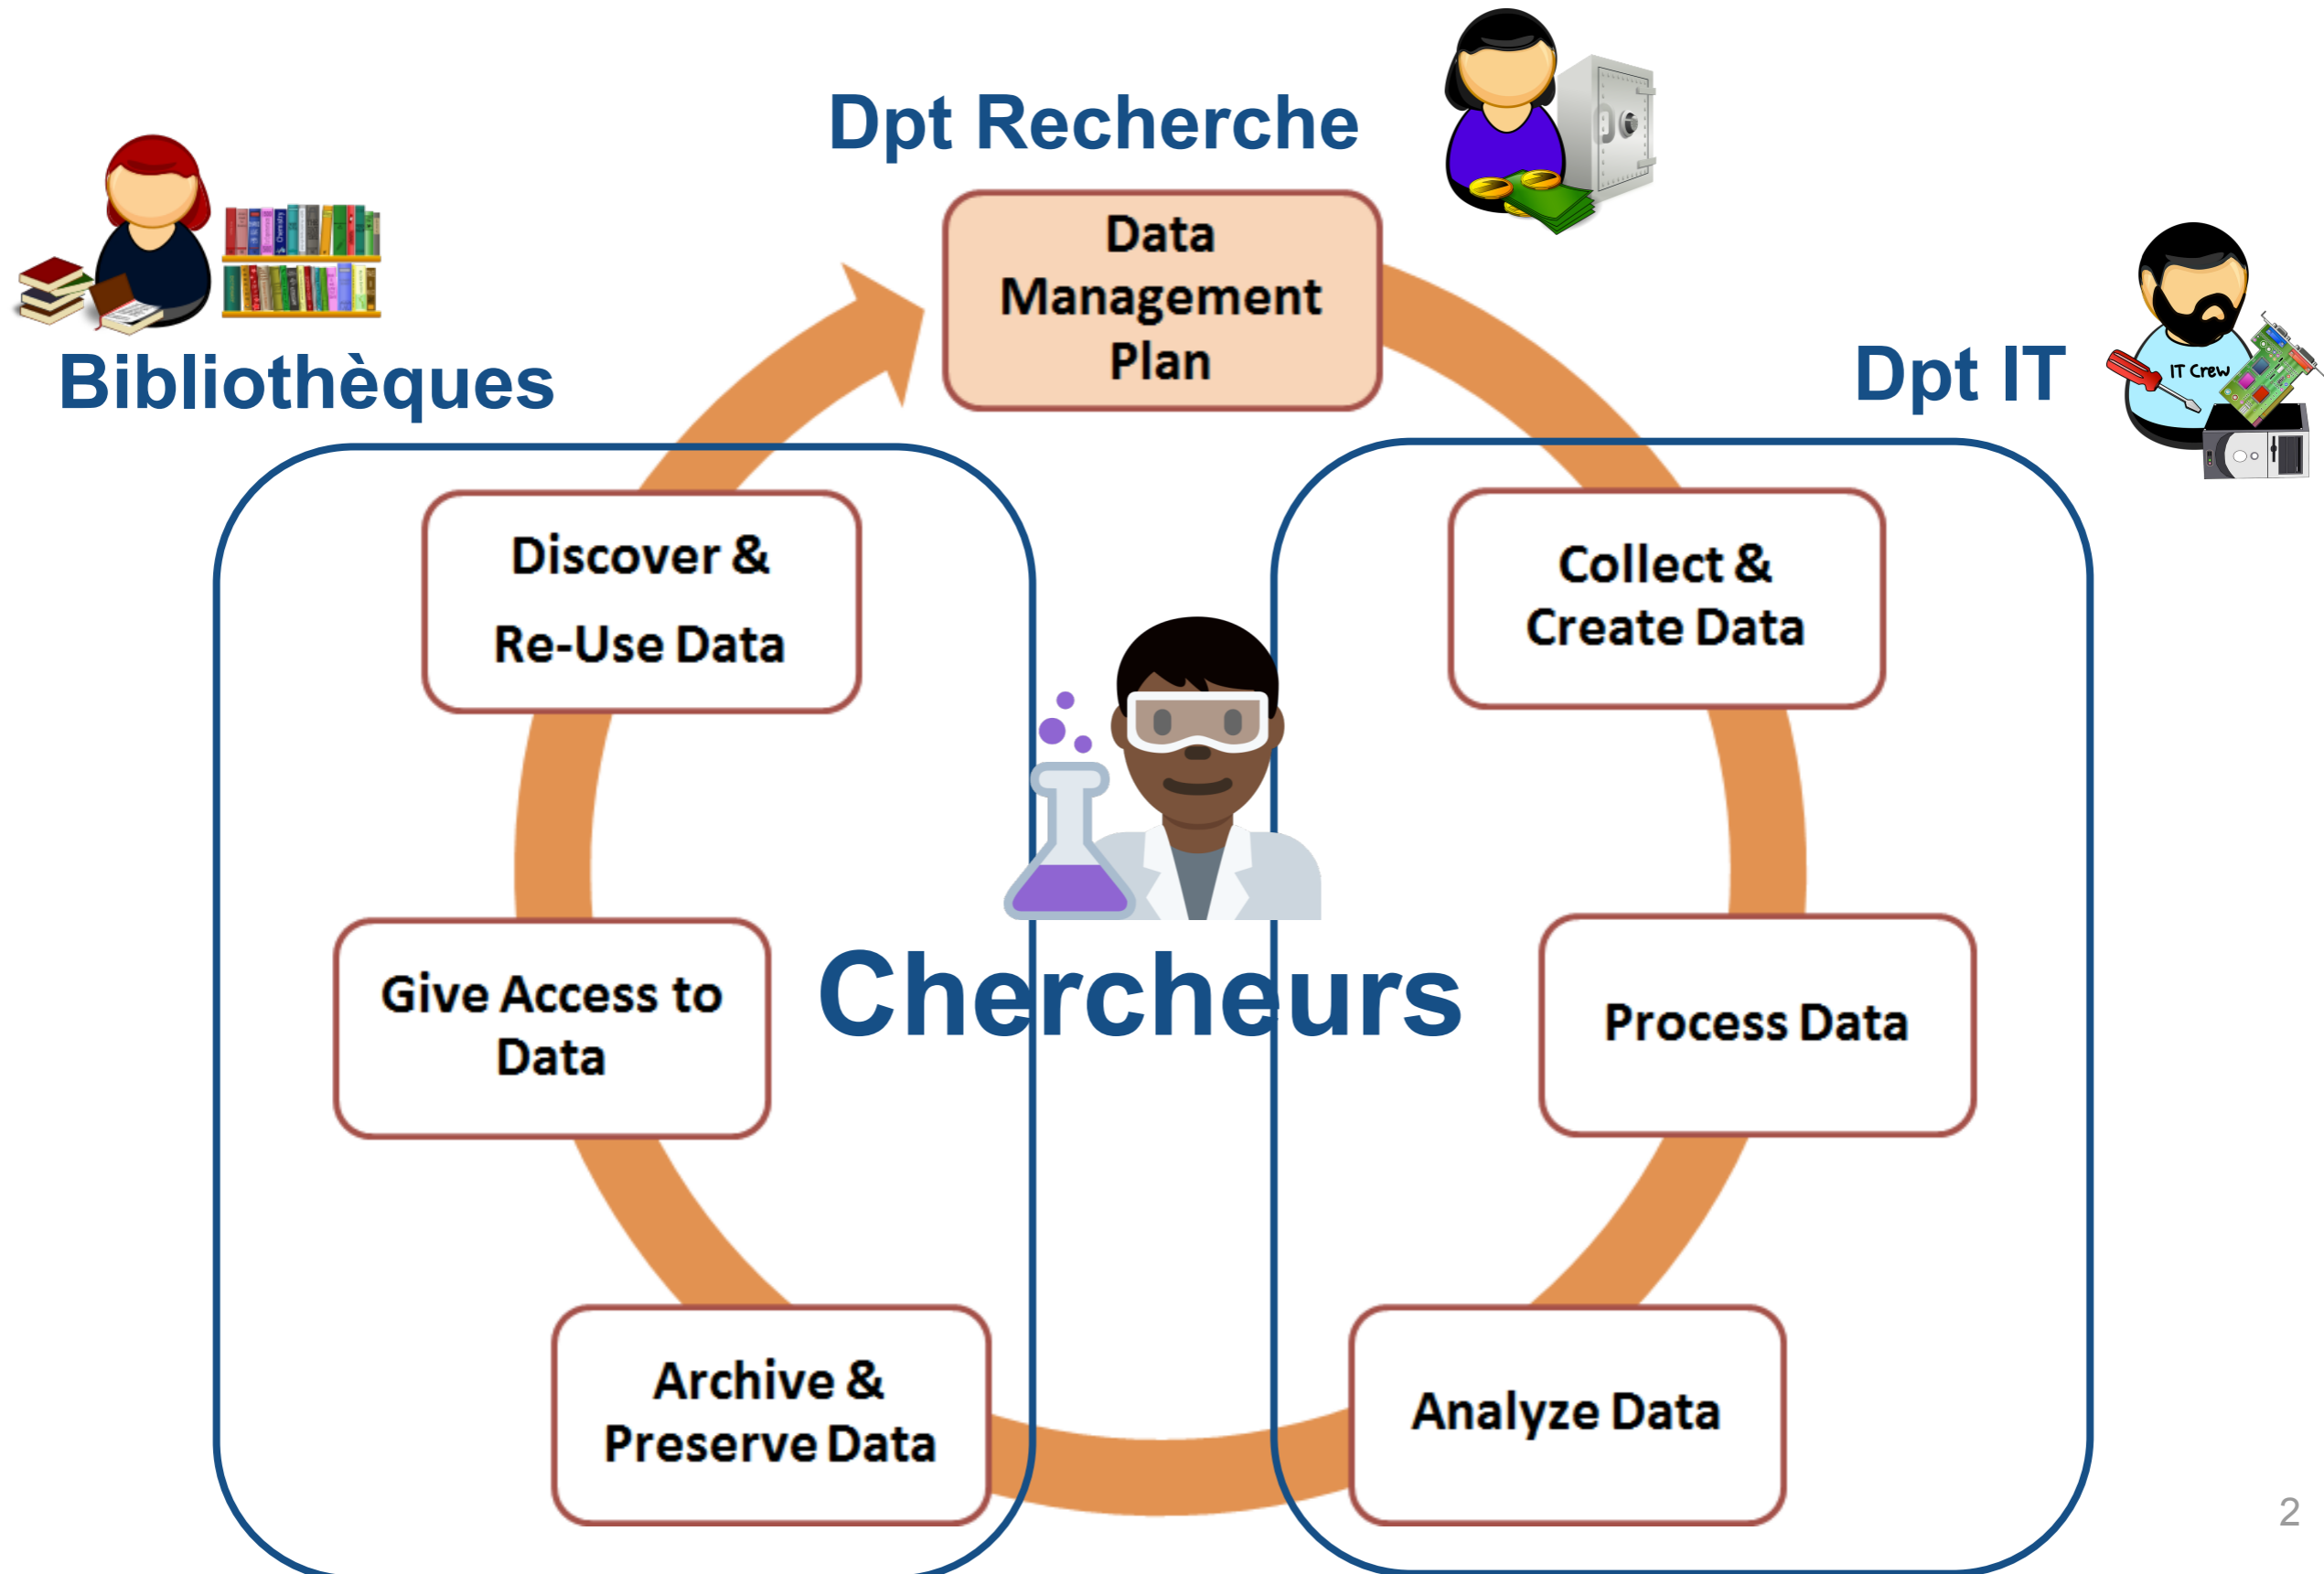 Dpt Recherche
Data
Management
Plan
Bibliothèques
Dpt IT
IT Crew
Discover &
Re-Use Data
Collect &
Create Data
Chercheurs
Give Access to
Data
Process Data
Archive &
Preserve Data
Analyze Data
2